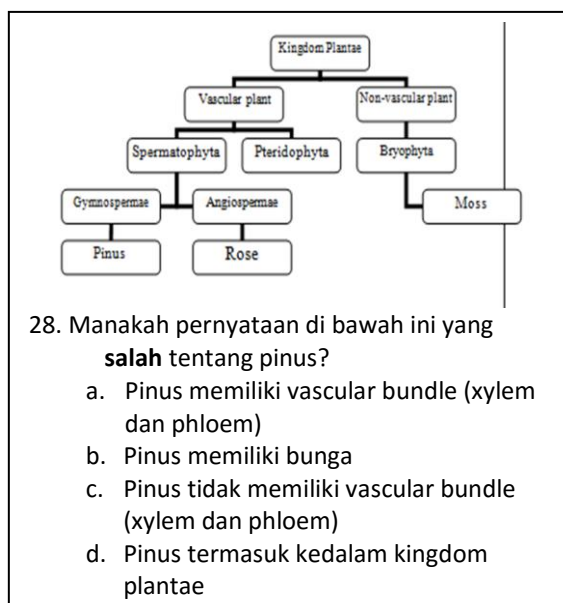 Kingdom Plantae
Vascular plant
Non-vascular plant
Spermatophyta
Pteridophyta
Bryophyta
Gymnospermae
Angiospermae
Moss
Pinus
Rose
28. Manakah pernyataan di bawah ini yang
salah tentang pinus?
a. Pinus memiliki vascular bundle (xylem
dan phloem)
b. Pinus memiliki bunga
c. Pinus tidak memiliki vascular bundle
(xylem dan phloem)
d. Pinus termasuk kedalam kingdom
plantae